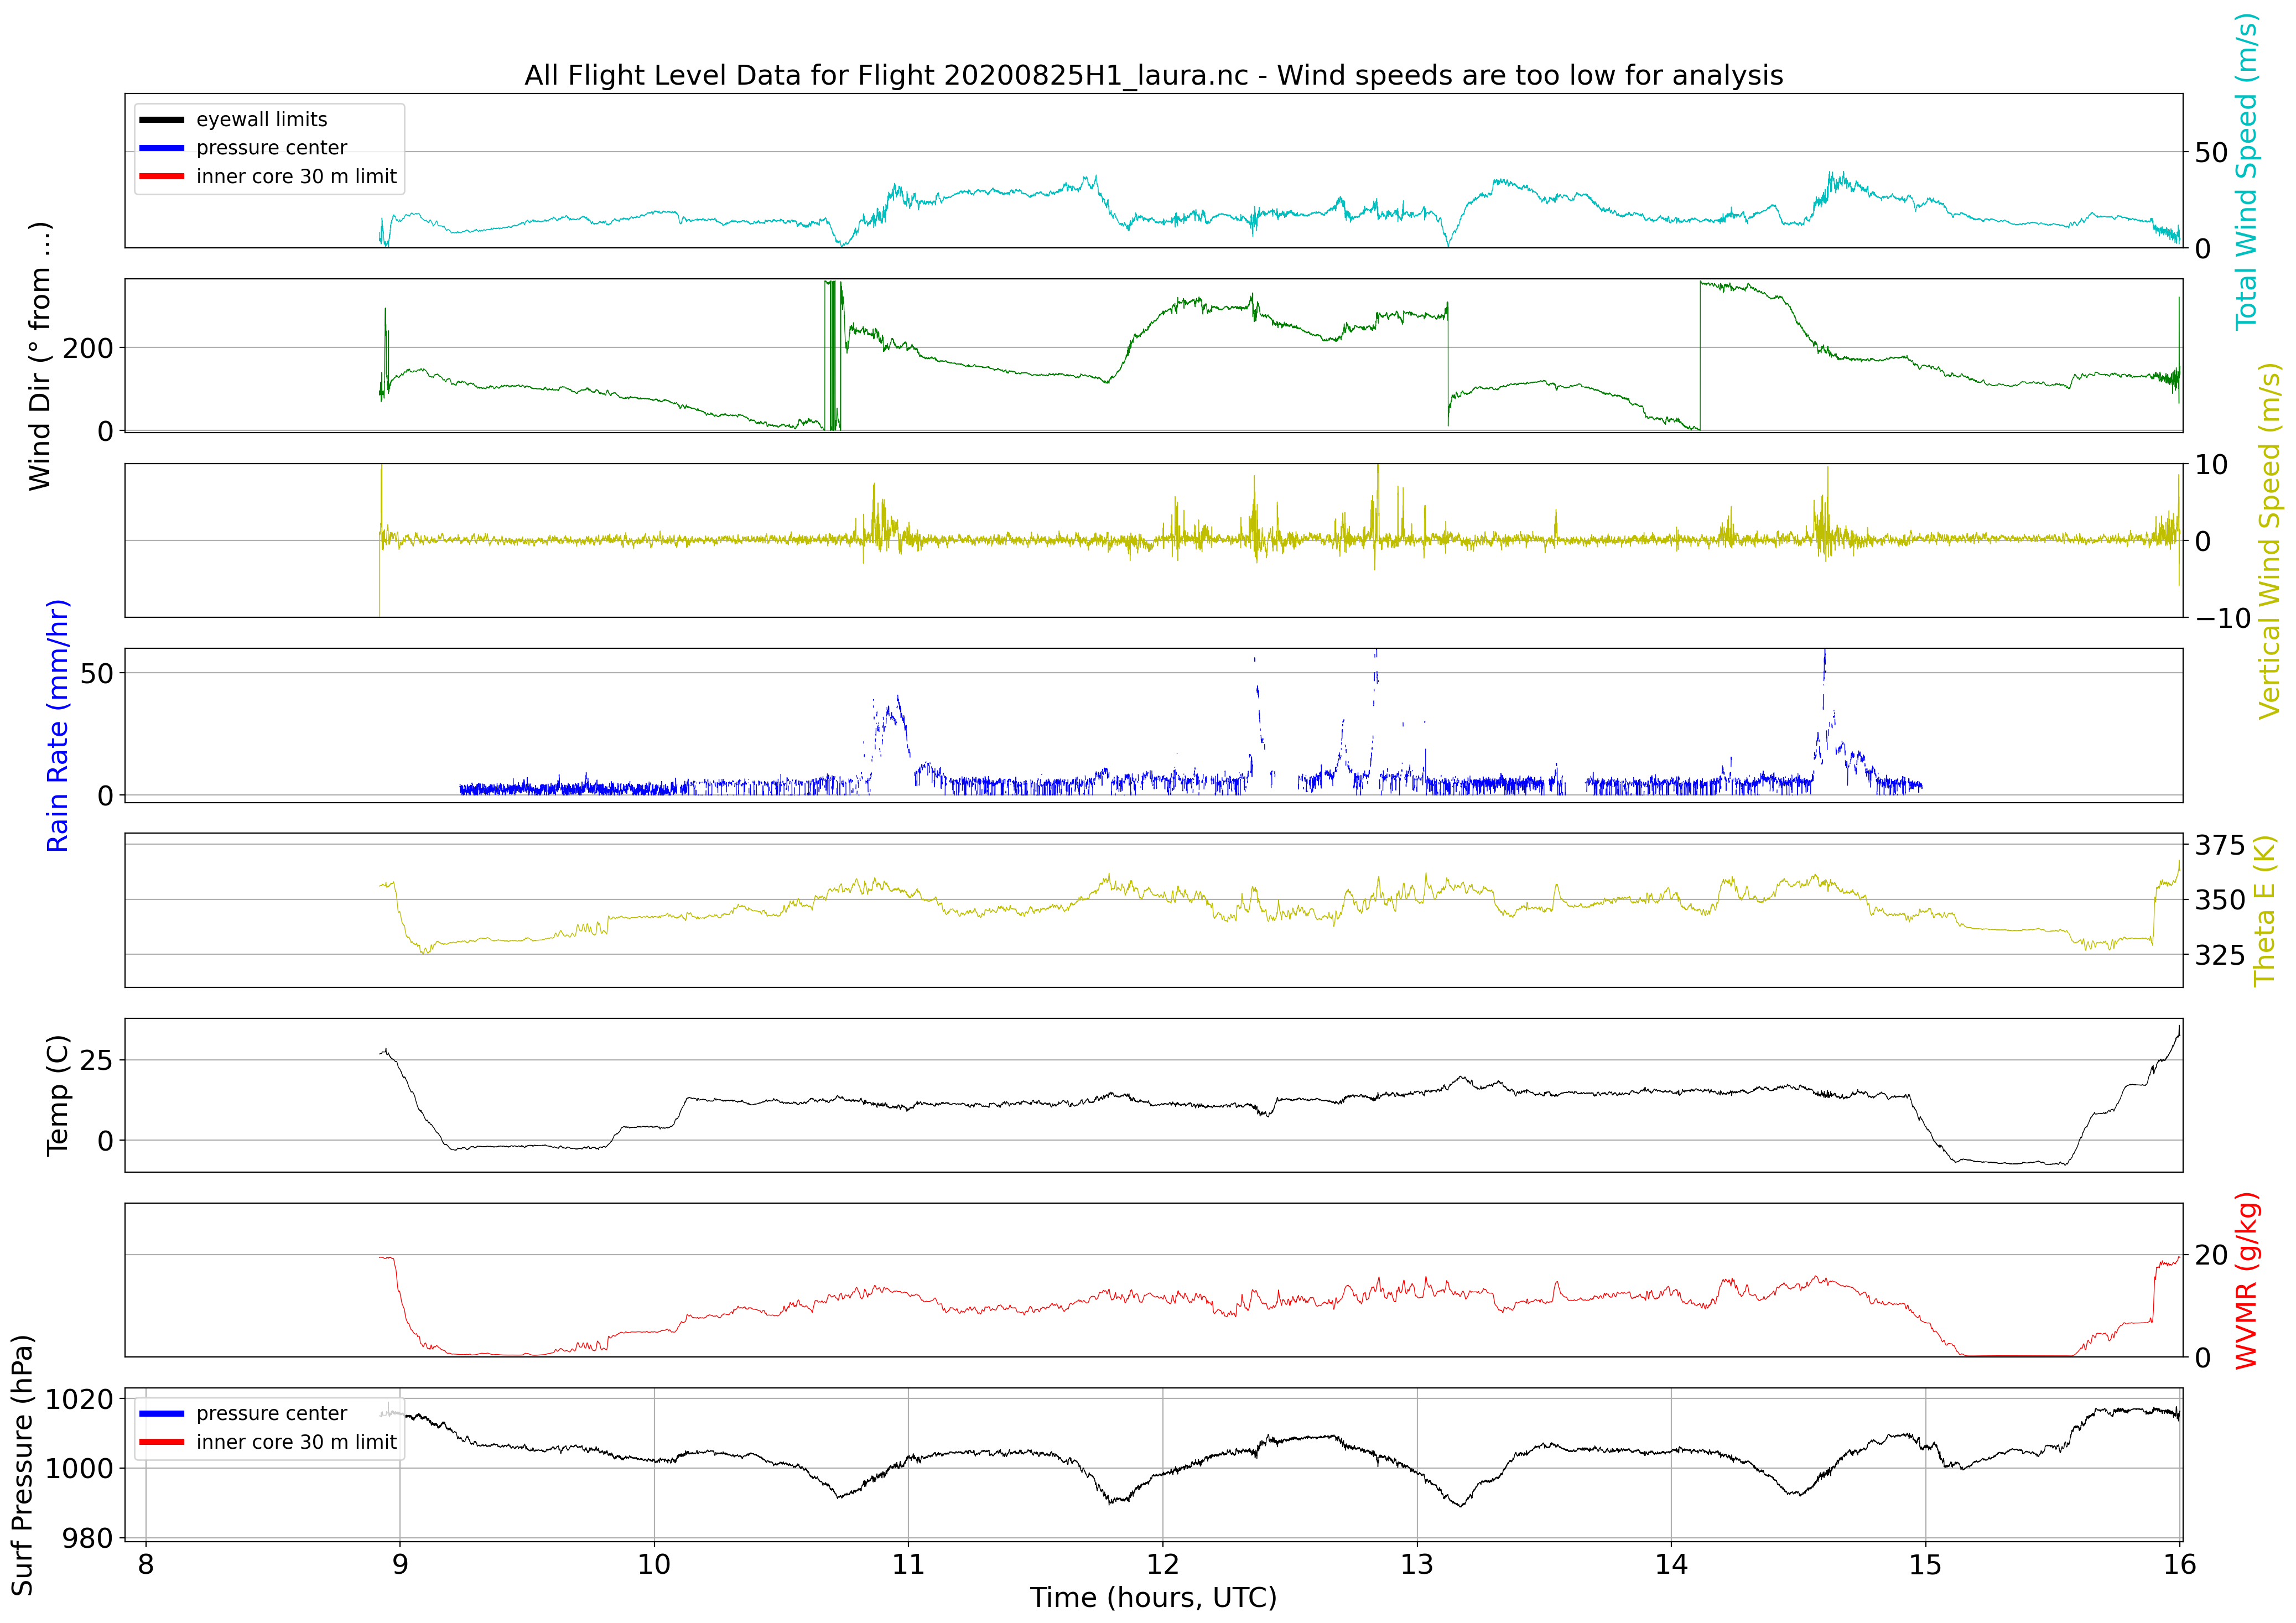 All Flight Level Data for Flight 20200825H1_laura.nc - Wind speeds are too low for analysis
eyewall limits
pressure center
inner core 30 m limit
50
0
Total Wind Speed (m/s)
Wind Dir (° from ...)
200
0
10
0
−10
Vertical Wind Speed (m/s)
Rain Rate (mm/hr)
50
0
375
350
325
Theta E (K)
Temp (C)
25
0
20
0
WVMR (g/kg)
Surf Pressure (hPa)
1020
1000
980
pressure center
inner core 30 m limit
8 9 10 11 12 13 14 15 16
Time (hours, UTC)